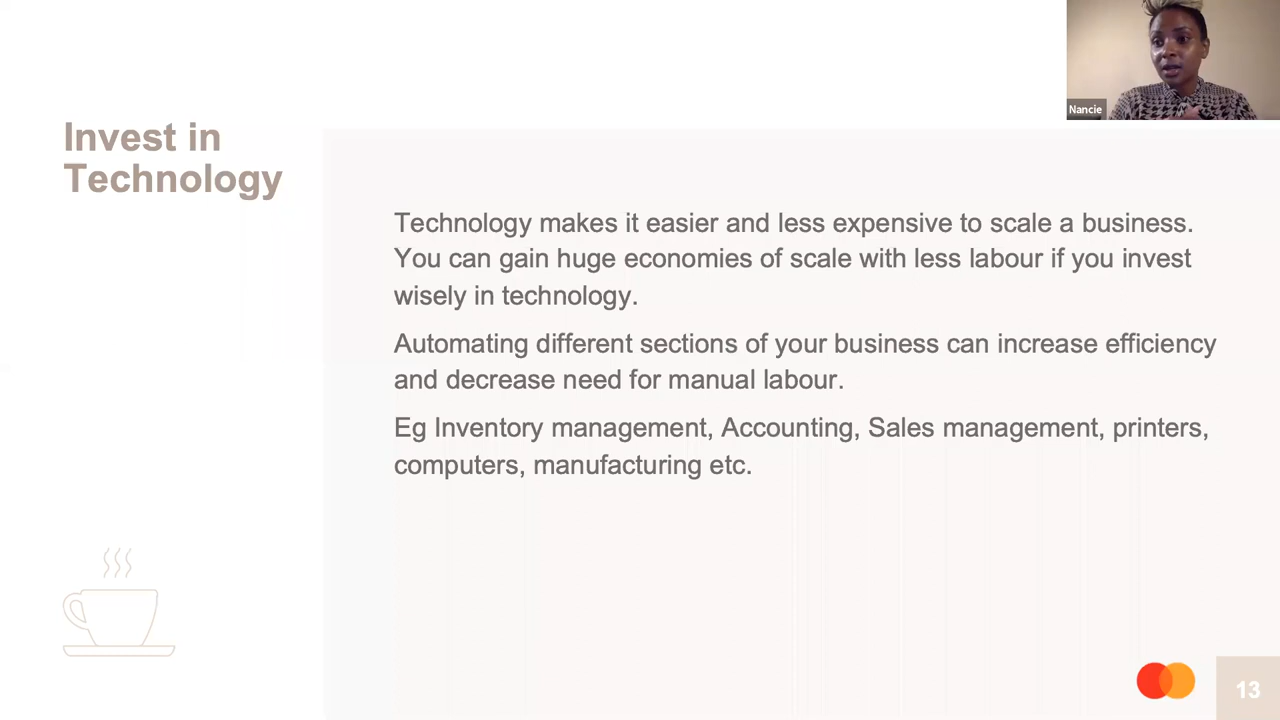 Nancie
Invest in
Technology
Technology makes it easier and less expensive to scale a business.
You can gain huge economies of scale with less labour if you invest
wisely in technology.
Automating different sections of your business can increase efficiency
and decrease need for manual labour.
Eg Inventory management, Accounting, Sales management, printers,
computers, manufacturing etc.
13